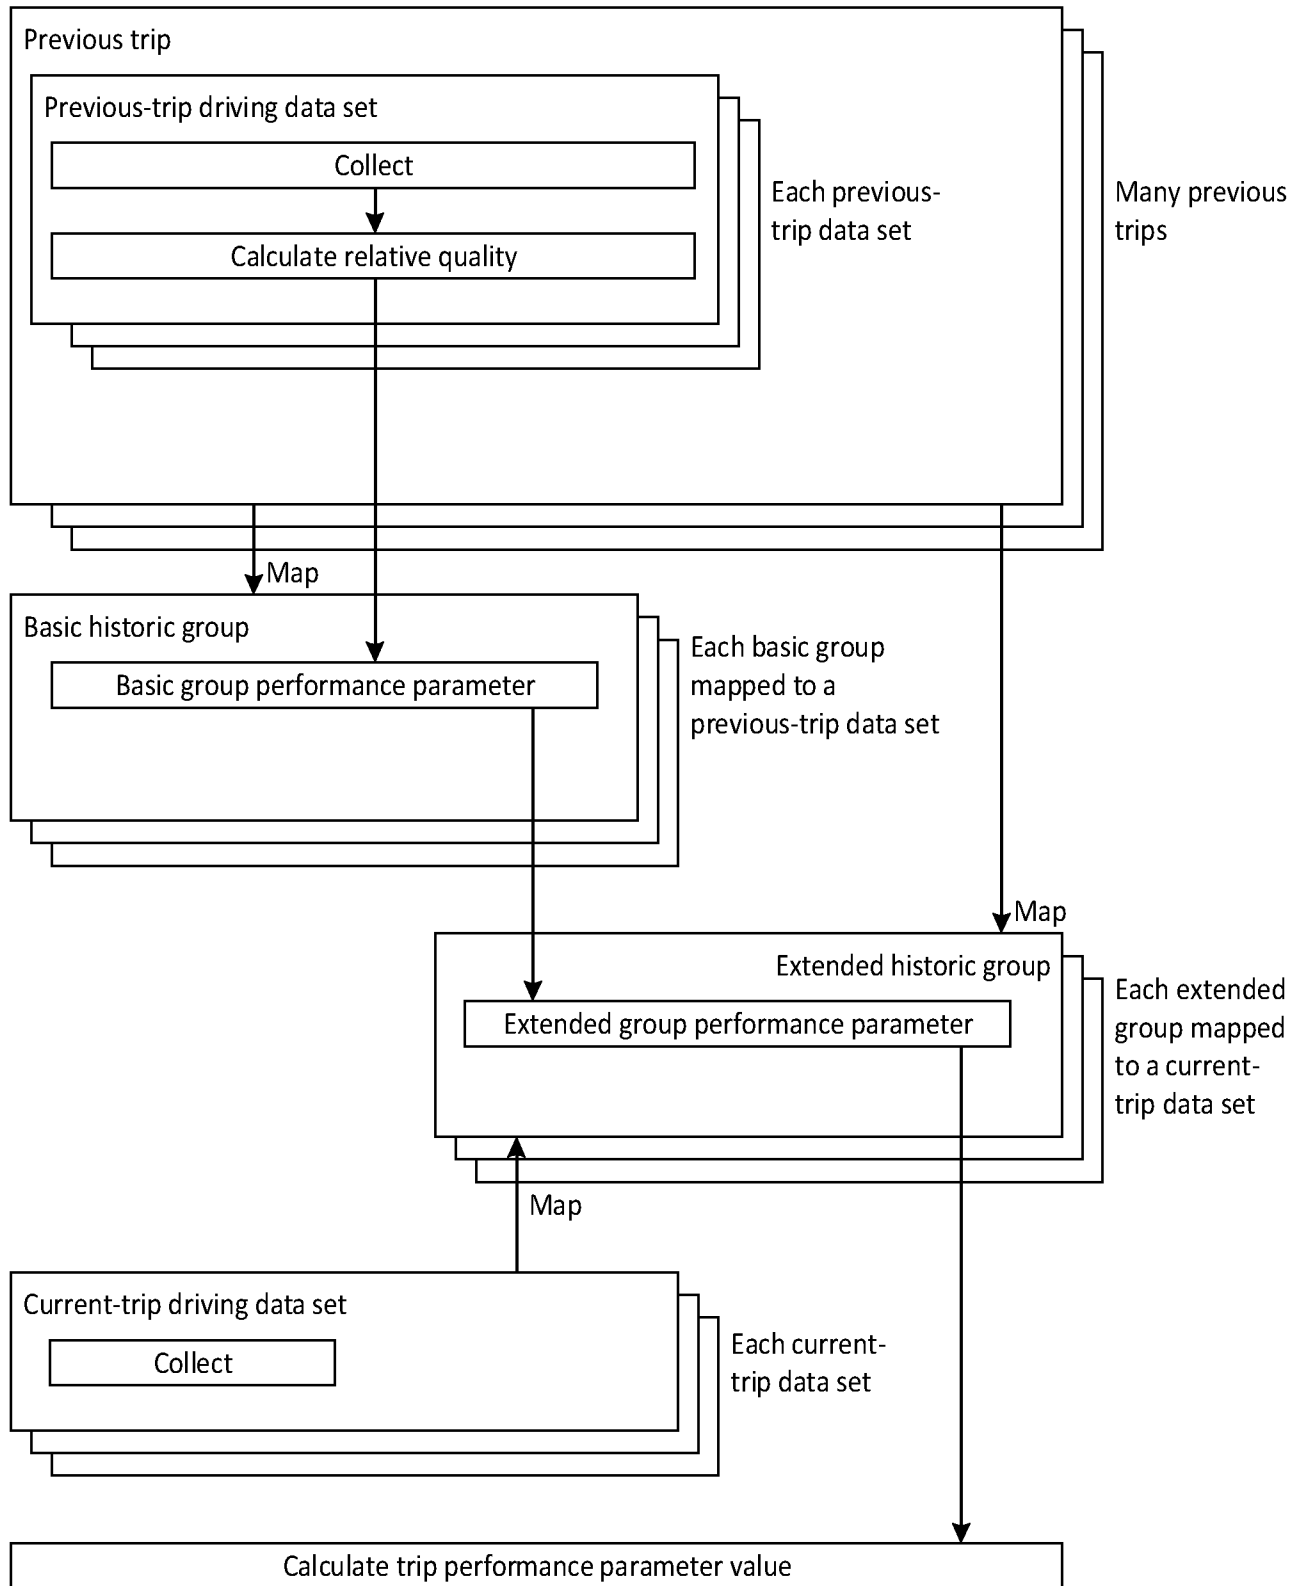 Previous trip
Previous-trip driving data set
Collect
Calculate relative quality
Each previous-
trip data set
Many previous
trips
Map
Basic historic group
Basic group performance parameter
Each basic group
mapped to a
previous-trip data set
Map
Extended historic group
Extended group performance parameter
Each extended
group mapped
to a current-
trip data set
Map
Current-trip driving data set
Collect
Each current-
trip data set
Calculate trip performance parameter value